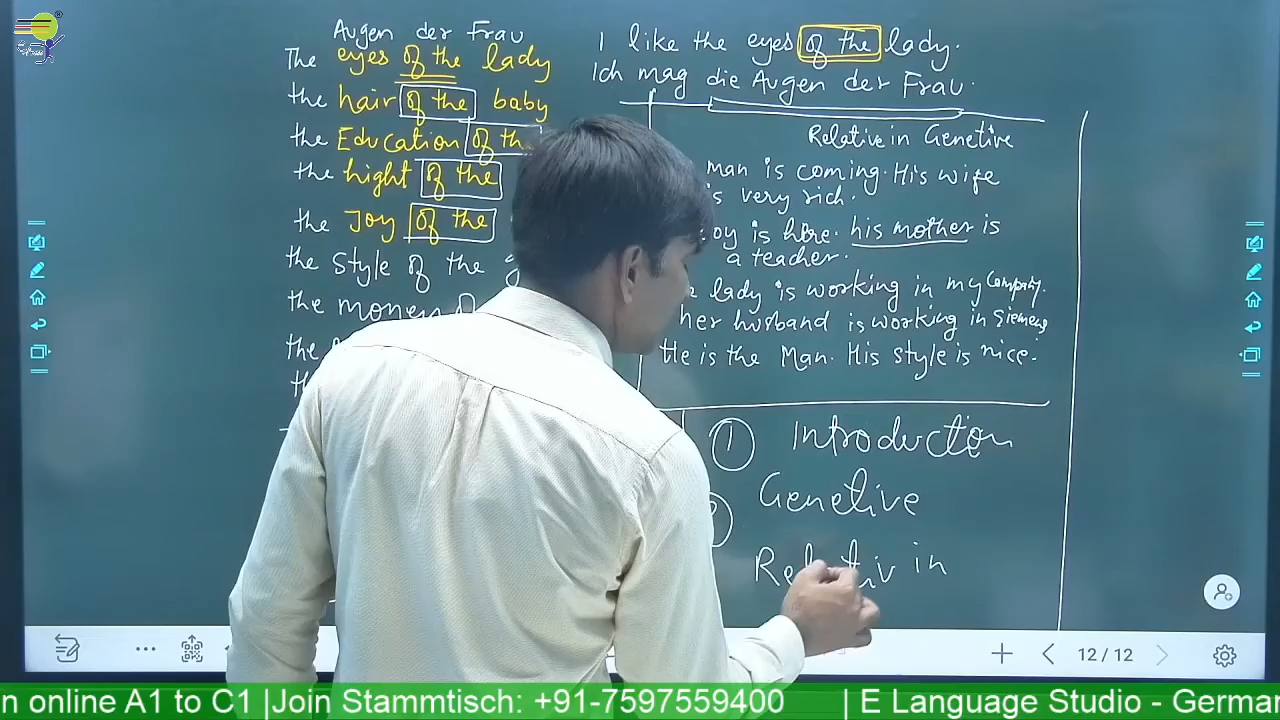 Augen der Frau
The eyes of the lady
the hair of the baby
the Education of the
the hight of the
the Joy of the
the style of the
the money
the
I like the eyes of the lady.
Ich mag die Augen der Frau.
Relative in Genetive
man is coming. His wife
is very rich.
is here. his mother is
a teacher.
lady is working in my Company.
her husband is working in Siemens
He is the Man. His style is nice.
1 Introduction
Genetive
Relativ in
12 / 12
n online A1 to C1 |Join Stammtisch: +91-7597559400 | E Language Studio - German